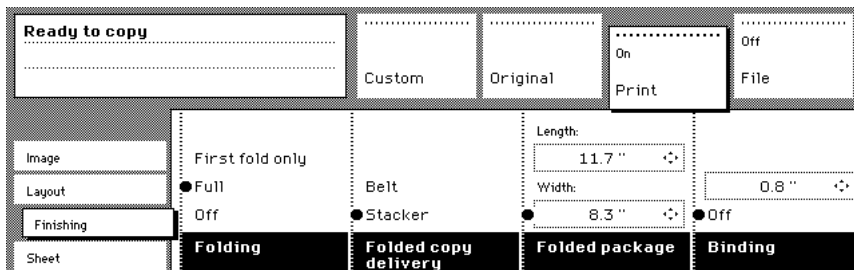 Ready to copy
Custom
Original
On
Print
Off
File
Image
Layout
Finishing
Sheet
First fold only
Full
Off
Folding
Belt
Stacker
Folded copy
delivery
Length:
11.7 "
Width:
8.3 "
Folded package
0.8 "
Off
Binding